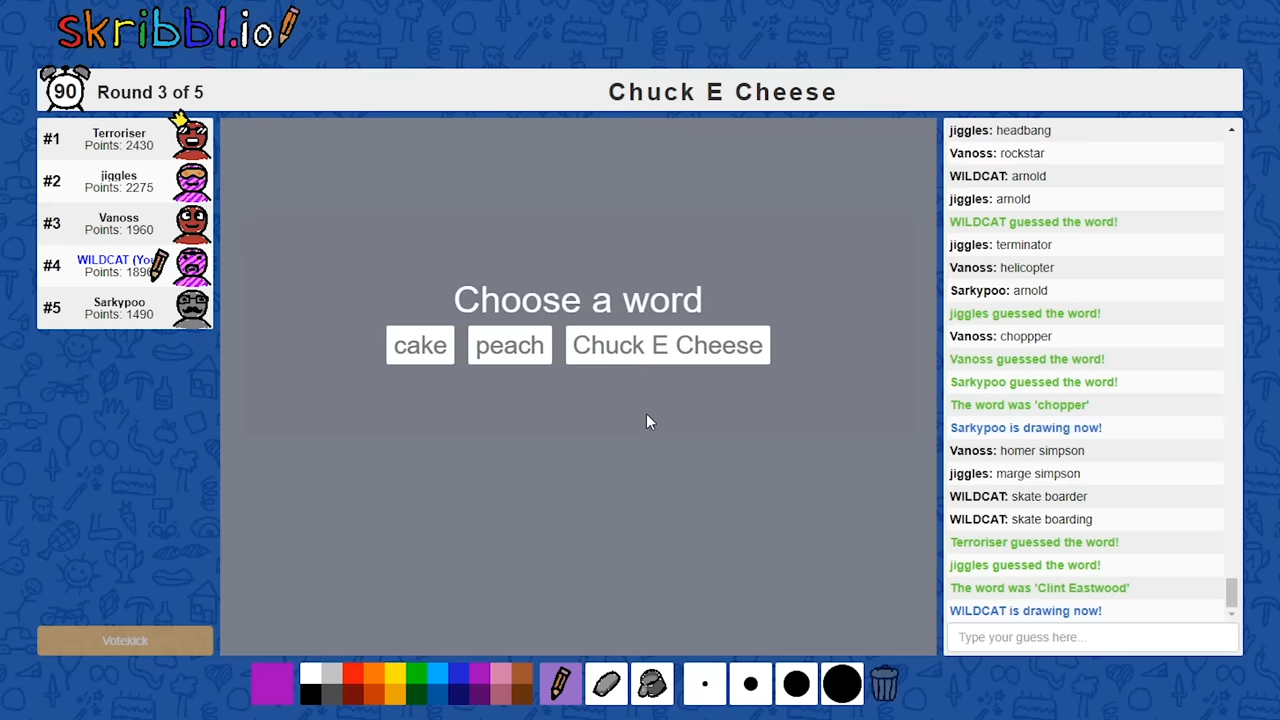 skribbl.io
90
Round 3 of 5
Chuck E Cheese
#1
Terroriser
Points: 2430
#2
jiggles
Points: 2275
#3
Vanoss
Points: 1960
#4
WILDCAT (You
Points: 1890
#5
Sarkypoo
Points: 1490
Votekick
Choose a word
cake
peach
Chuck E Cheese
jiggles: headbang
Vanoss: rockstar
WILDCAT: arnold
jiggles: arnold
WILDCAT guessed the word!
jiggles: terminator
Vanoss: helicopter
Sarkypoo: arnold
jiggles guessed the word!
Vanoss: choppper
Vanoss guessed the word!
Sarkypoo guessed the word!
The word was 'chopper'
Sarkypoo is drawing now!
Vanoss: homer simpson
jiggles: marge simpson
WILDCAT: skate boarder
WILDCAT: skate boarding
Terroriser guessed the word!
jiggles guessed the word!
The word was 'Clint Eastwood'
WILDCAT is drawing now!
Type your guess here...